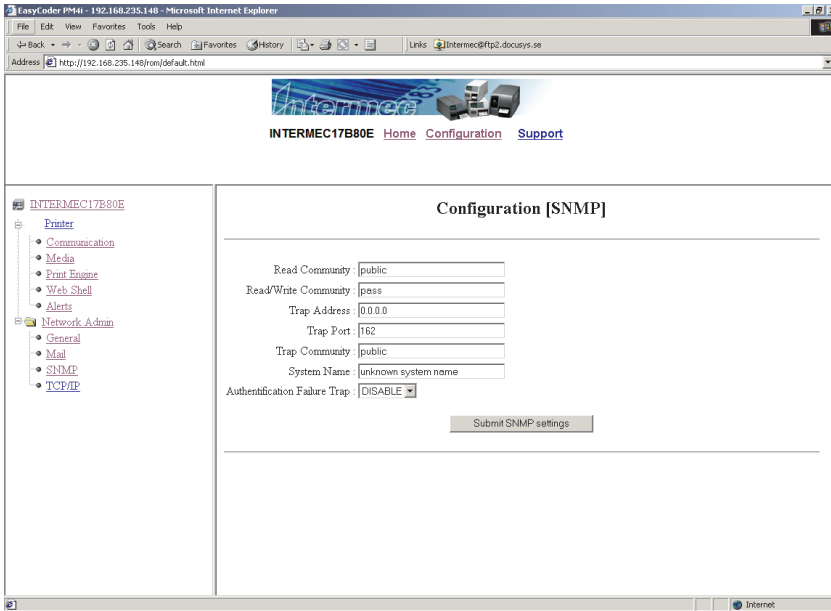 EasyCoder PM4i - 192.168.235.148 - Microsoft Internet Explorer
File Edit View Favorites Tools Help
Back Search Favorites History Links Intermec@ftp2.docusys.se
Address http://192.168.235.148/rom/default.html
Intermec
INTERMEC17B80E Home Configuration Support
INTERMEC17B80E
Printer
Communication
Media
Print Engine
Web Shell
Alerts
Network Admin
General
Mail
SNMP
TCP/IP
Configuration [SNMP]
Read Community : public
Read/Write Community : pass
Trap Address : 0.0.0.0
Trap Port : 162
Trap Community : public
System Name : unknown system name
Authentification Failure Trap : DISABLE
Submit SNMP settings
Internet